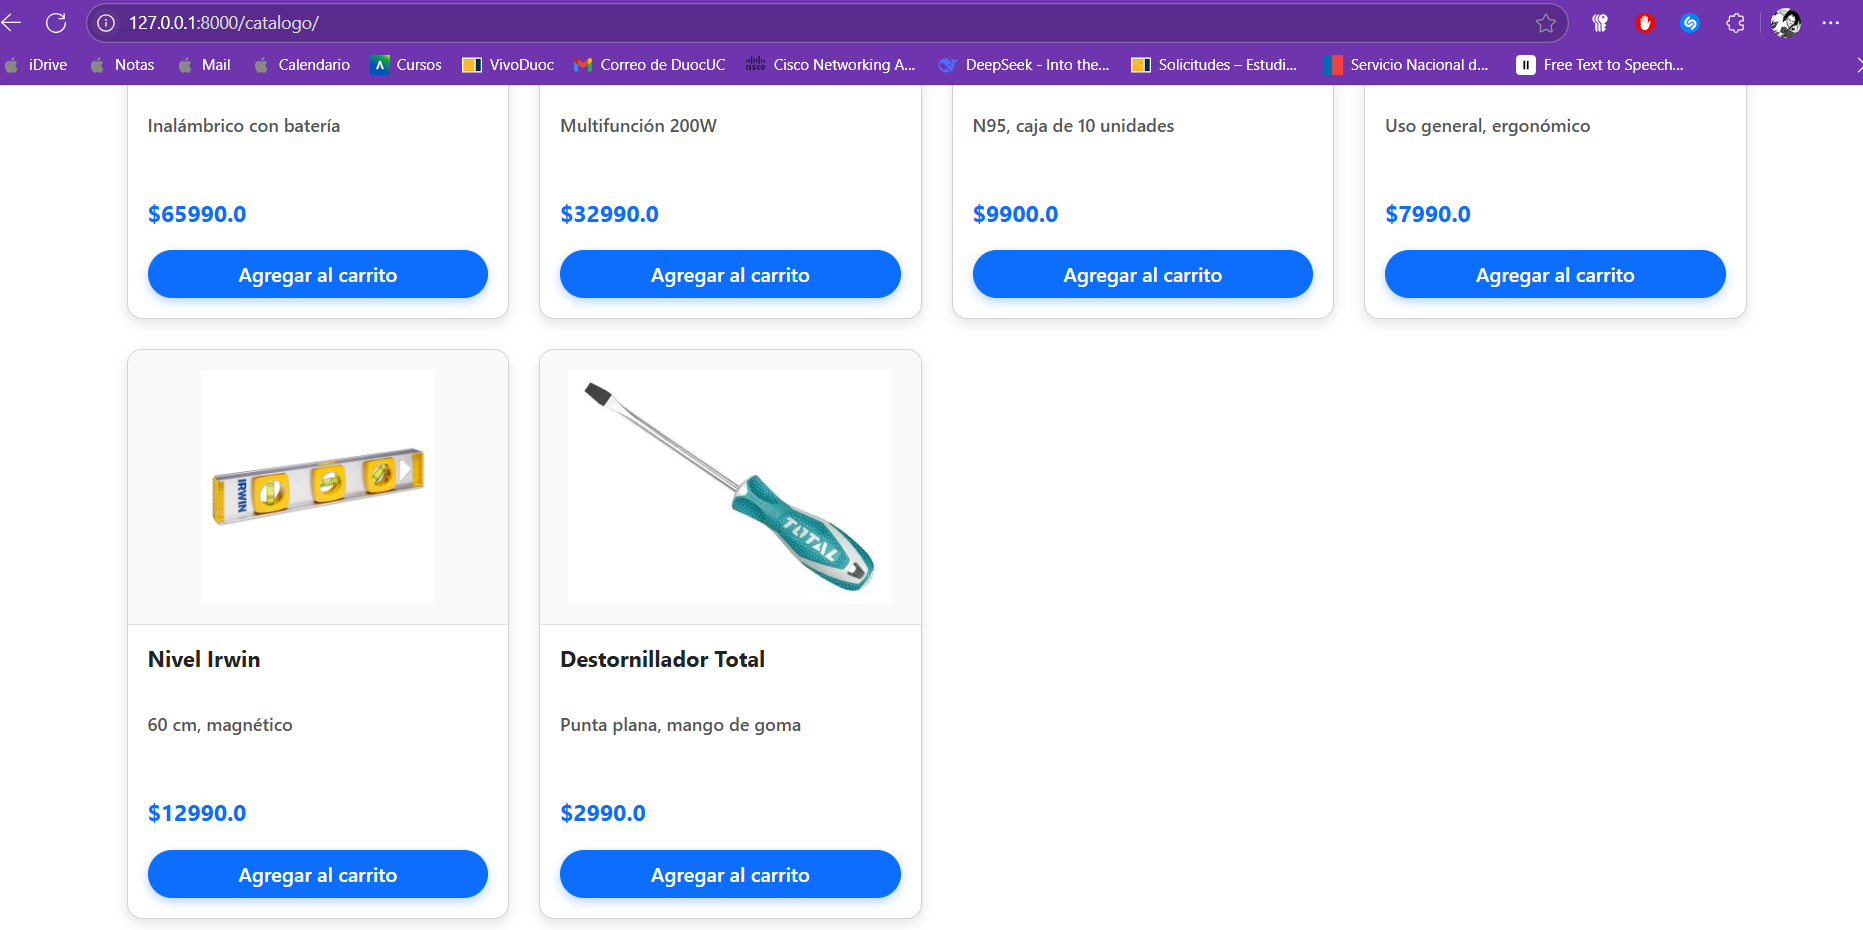 127.0.0.1:8000/catalogo/
iDrive Notas Mail Calendario Cursos VivoDuoc Correo de DuocUC Cisco Networking A... DeepSeek - Into the... Solicitudes – Estudi... Servicio Nacional d... Free Text to Speech...
Inalámbrico con batería
$65990.0
Agregar al carrito
Multifunción 200W
$32990.0
Agregar al carrito
N95, caja de 10 unidades
$9900.0
Agregar al carrito
Uso general, ergonómico
$7990.0
Agregar al carrito
IRWIN
Nivel Irwin
60 cm, magnético
$12990.0
Agregar al carrito
TOTAL
Destornillador Total
Punta plana, mango de goma
$2990.0
Agregar al carrito